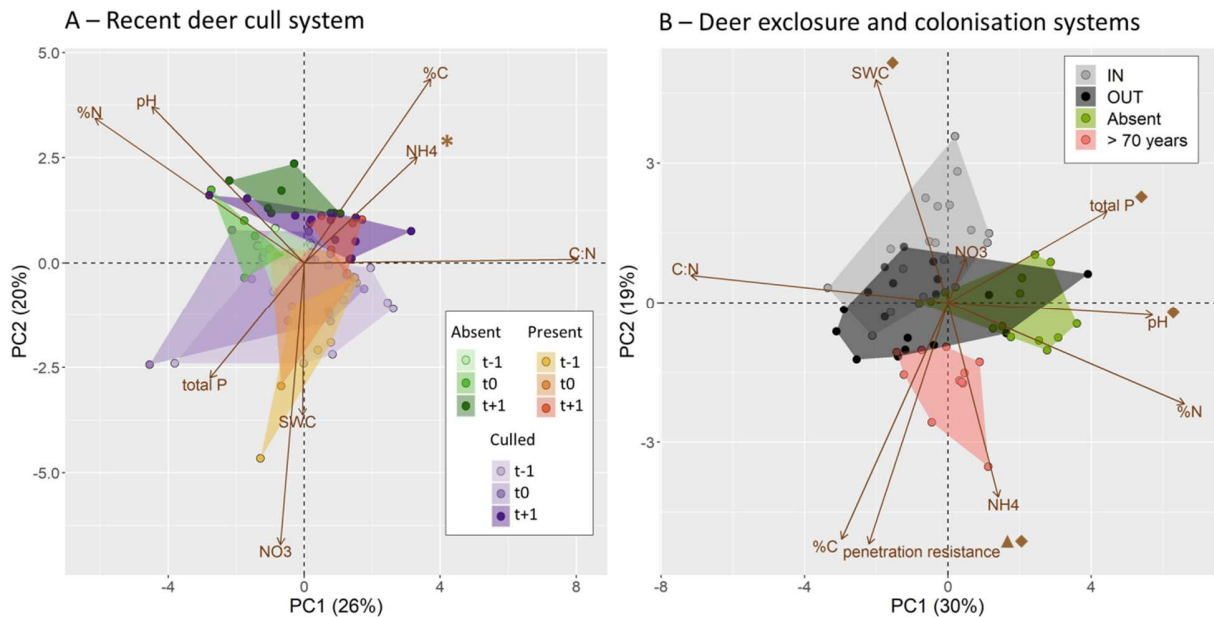 A – Recent deer cull system
5.0
2.5
0.0
-2.5
-5.0
PC2 (20%)
%C
pH
%N
NH4
*
C:N
total P
SWC
NO3
Absent
t-1
t0
t+1
Present
t-1
t0
t+1
Culled
t-1
t0
t+1
-4
0
4
PC1 (26%)
B – Deer exclosure and colonisation systems
3
0
-3
PC2 (19%)
SWC
total P
NO3
C:N
pH
%N
NH4
%C
penetration resistance
IN
OUT
Absent
> 70 years
-8
-4
0
4
PC1 (30%)